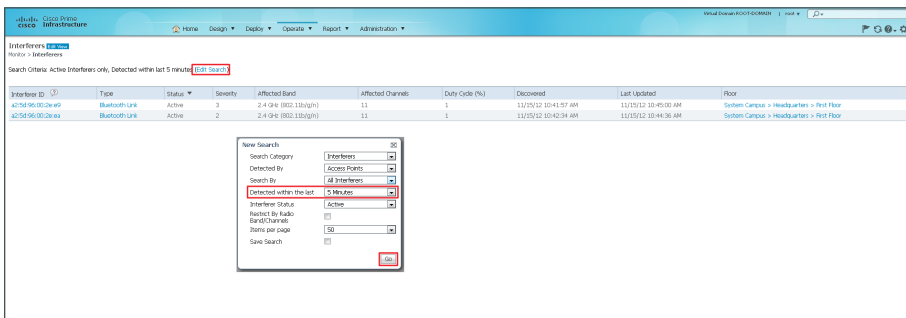 Virtual Domain ROOT-DOMAIN | root
Cisco Prime
CISCO Infrastructure
Home Design Deploy Operate Report Administration
Interferers Edit View
Monitor > Interferers
Search Criteria: Active Interferers only, Detected within last 5 minutes (Edit Search)
Interferer ID Type Status Severity Affected Band Affected Channels Duty Cycle (%) Discovered Last Updated Floor
a2:5d:96:00:2e:e9 Bluetooth Link Active 3 2.4 GHz (802.11b/g/n) 11 1 11/15/12 10:41:57 AM 11/15/12 10:45:00 AM System Campus > Headquarters > First Floor
a2:5d:96:00:2e:ea Bluetooth Link Active 2 2.4 GHz (802.11b/g/n) 11 1 11/15/12 10:42:34 AM 11/15/12 10:44:36 AM System Campus > Headquarters > First Floor
New Search
Search Category Interferers
Detected By Access Points
Search By All Interferers
Detected within the last 5 Minutes
Interferer Status Active
Restrict By Radio
Band/Channels
Items per page 50
Save Search
Go